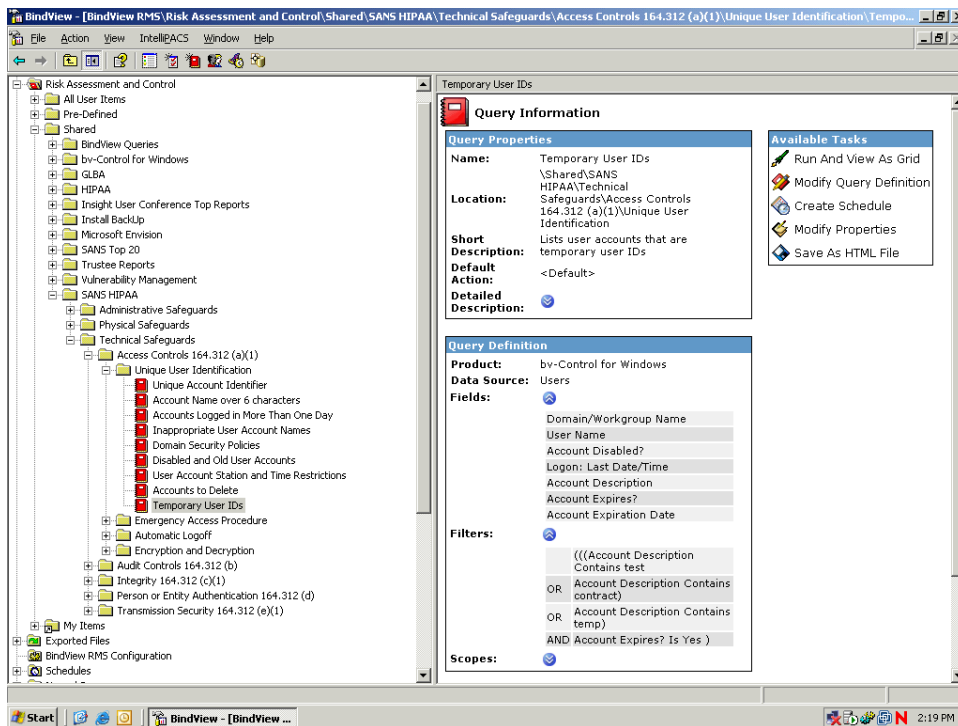 BindView - [BindView RMS\Risk Assessment and Control\Shared\SANS HIPAA\Technical Safeguards\Access Controls 164.312 (a)(1)\Unique User Identification\Tempo...
File Action View IntelliPACS Window Help
Risk Assessment and Control
All User Items
Pre-Defined
Shared
BindView Queries
bv-Control for Windows
GLBA
HIPAA
Insight User Conference Top Reports
Install BackUp
Microsoft Envision
SANS Top 20
Trustee Reports
Vulnerability Management
SANS HIPAA
Administrative Safeguards
Physical Safeguards
Technical Safeguards
Access Controls 164.312 (a)(1)
Unique User Identification
Unique Account Identifier
Account Name over 6 characters
Accounts Logged in More Than One Day
Inappropriate User Account Names
Domain Security Policies
Disabled and Old User Accounts
User Account Station and Time Restrictions
Accounts to Delete
Temporary User IDs
Emergency Access Procedure
Automatic Logoff
Encryption and Decryption
Audit Controls 164.312 (b)
Integrity 164.312 (c)(1)
Person or Entity Authentication 164.312 (d)
Transmission Security 164.312 (e)(1)
My Items
Exported Files
BindView RMS Configuration
Schedules
Temporary User IDs
Query Information
Query Properties
Name: Temporary User IDs
Location: \Shared\SANS
HIPAA\Technical
Safeguards\Access Controls
164.312 (a)(1)\Unique User
Identification
Short Description: Lists user accounts that are
temporary user IDs
Default Action: <Default>
Detailed Description:
Query Definition
Product: bv-Control for Windows
Data Source: Users
Fields:
Domain/Workgroup Name
User Name
Account Disabled?
Logon: Last Date/Time
Account Description
Account Expires?
Account Expiration Date
Filters:
(((Account Description
Contains test
OR Account Description Contains
contract)
OR Account Description Contains
temp)
AND Account Expires? Is Yes )
Scopes:
Available Tasks
Run And View As Grid
Modify Query Definition
Create Schedule
Modify Properties
Save As HTML File
Start
BindView - [BindView ...
N
2:19 PM